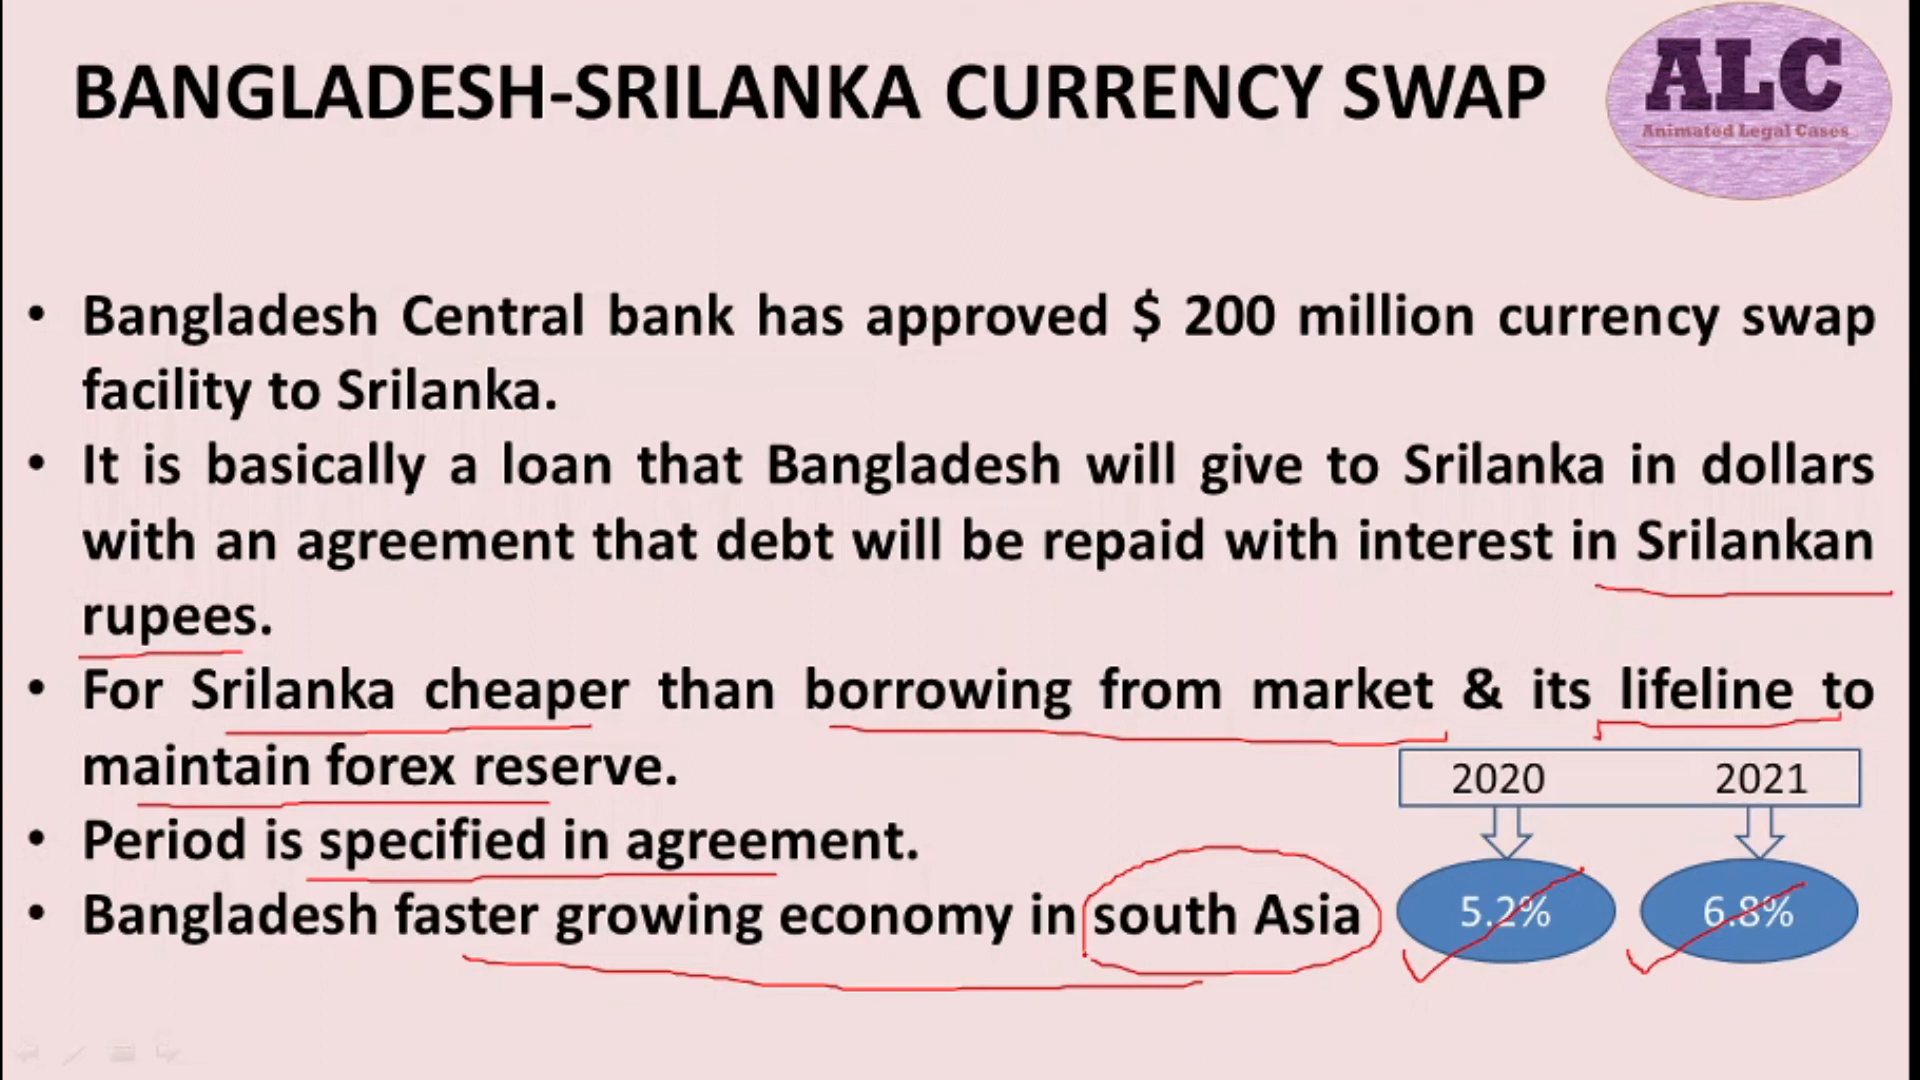 BANGLADESH-SRILANKA CURRENCY SWAP
ALC
Animated Legal Cases
• Bangladesh Central bank has approved $ 200 million currency swap
facility to Srilanka.
• It is basically a loan that Bangladesh will give to Srilanka in dollars
with an agreement that debt will be repaid with interest in Srilankan
rupees.
• For Srilanka cheaper than borrowing from market & its lifeline to
maintain forex reserve.
2020 2021
• Period is specified in agreement.
• Bangladesh faster growing economy in south Asia
5.2% 6.8%